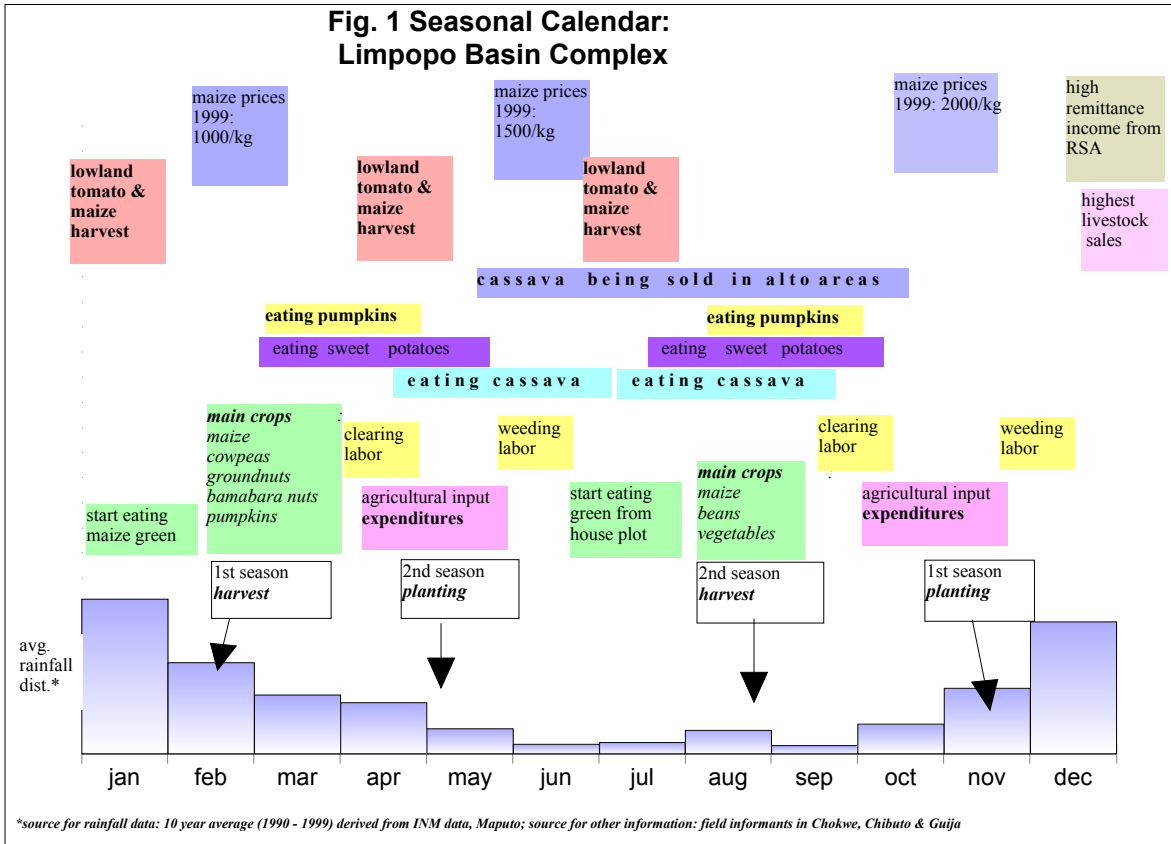 Fig. 1 Seasonal Calendar:
Limpopo Basin Complex
maize prices
1999:
1000/kg
maize prices
1999:
1500/kg
maize prices
1999: 2000/kg
high
remittance
income from
RSA
lowland
tomato &
maize
harvest
lowland
tomato &
maize
harvest
lowland
tomato &
maize
harvest
highest
livestock
sales
cassava being sold in alto areas
eating pumpkins
eating pumpkins
eating sweet potatoes
eating sweet potatoes
eating cassava
eating cassava
main crops
maize
cowpeas
groundnuts
bamabara nuts
pumpkins
:
clearing
labor
weeding
labor
clearing
labor
:
weeding
labor
start eating
maize green
agricultural input
expenditures
start eating
green from
house plot
main crops
maize
beans
vegetables
agricultural input
expenditures
1st season
harvest
2nd season
planting
2nd season
harvest
1st season
planting
avg.
rainfall
dist.*
jan feb mar apr may jun jul aug sep oct nov dec
*source for rainfall data: 10 year average (1990 - 1999) derived from INM data, Maputo; source for other information: field informants in Chokwe, Chibuto & Guija